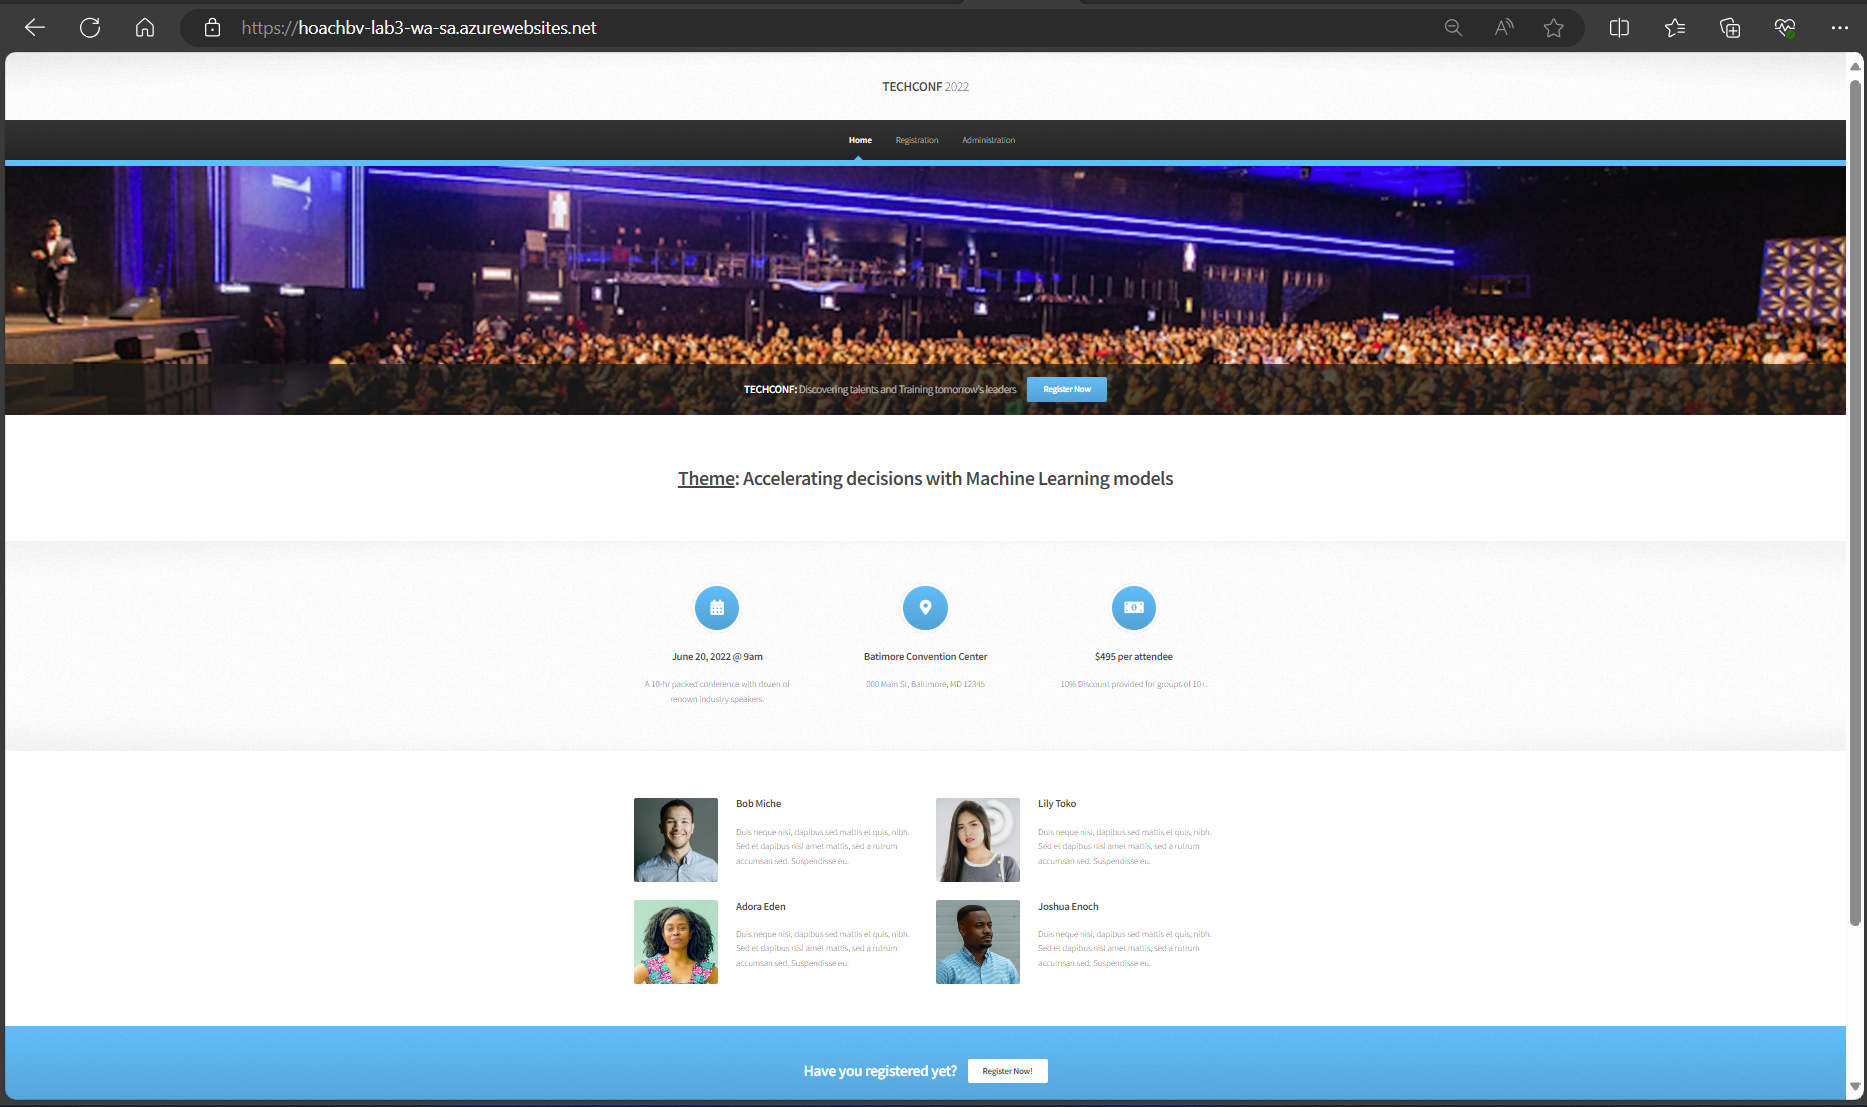 https://hoachbv-lab3-wa-sa.azurewebsites.net
TECHCONF 2022
Home Registration Administration
TECHCONF: Discovering talents and Training tomorrow's leaders Register Now
Theme: Accelerating decisions with Machine Learning models
June 20, 2022 @ 9am
A 10-hr packed conference with dozen of
renown industry speakers.
Batimore Convention Center
000 Main St, Baltimore, MD 12345
$495 per attendee
10% Discount provided for groups of 10+.
Bob Miche
Duis neque nisi, dapibus sed mattis et quis, nibh.
Sed et dapibus nisl amet mattis, sed a rutrum
accumsan sed. Suspendisse eu.
Lily Toko
Duis neque nisi, dapibus sed mattis et quis, nibh.
Sed et dapibus nisl amet mattis, sed a rutrum
accumsan sed. Suspendisse eu.
Adora Eden
Duis neque nisi, dapibus sed mattis et quis, nibh.
Sed et dapibus nisl amet mattis, sed a rutrum
accumsan sed. Suspendisse eu.
Joshua Enoch
Duis neque nisi, dapibus sed mattis et quis, nibh.
Sed et dapibus nisl amet mattis, sed a rutrum
accumsan sed. Suspendisse eu.
Have you registered yet? Register Now!